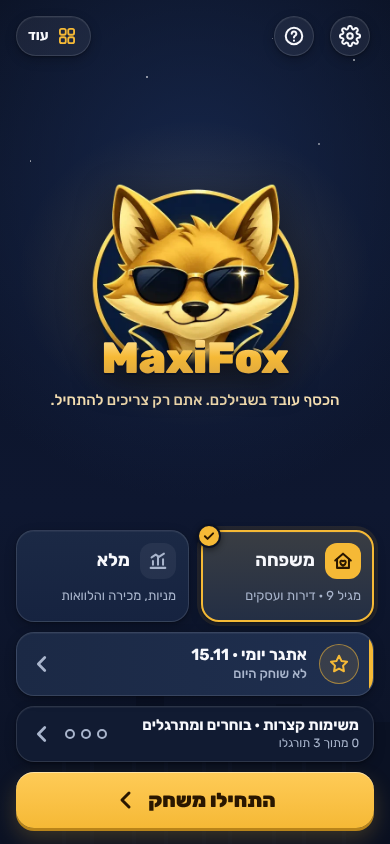 עוד
MaxiFox
הכסף עובד בשבילכם. אתם רק צריכים להתחיל.
משפחה
מגיל 9 · דירות ועסקים
מלא
מניות, מכירה והלוואות
אתגר יומי · 15.11
לא שוחק היום
משימות קצרות · בוחרים ומתרגלים
0 מתוך 3 תורגלו
התחילו משחק